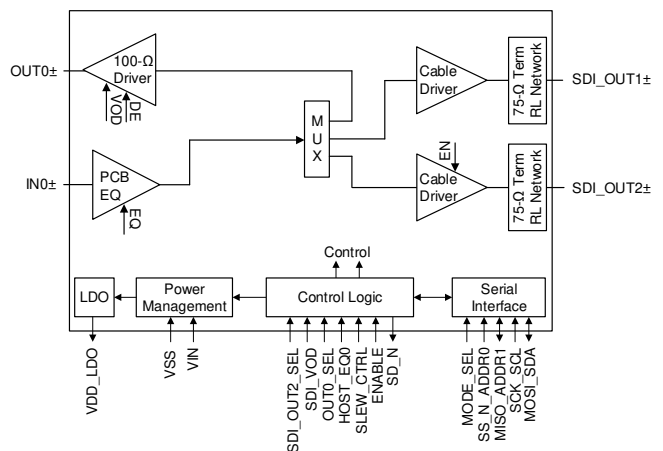 100-Ω
Driver
OUT0±
VOD
DE
M
U
X
Cable
Driver
75-Ω Term
RL Network
SDI_OUT1±
IN0±
PCB
EQ
EQ
EN
Cable
Driver
75-Ω Term
RL Network
SDI_OUT2±
Control
LDO
Power
Management
Control Logic
Serial
Interface
VDD_LDO
VSS
VIN
SDI_OUT2_SEL
SDI_VOD
OUT0_SEL
HOST_EQ0
SLEW_CTRL
ENABLE
SD_N
MODE_SEL
SS_N_ADDR0
MISO_ADDR1
SCK_SCL
MOSI_SDA